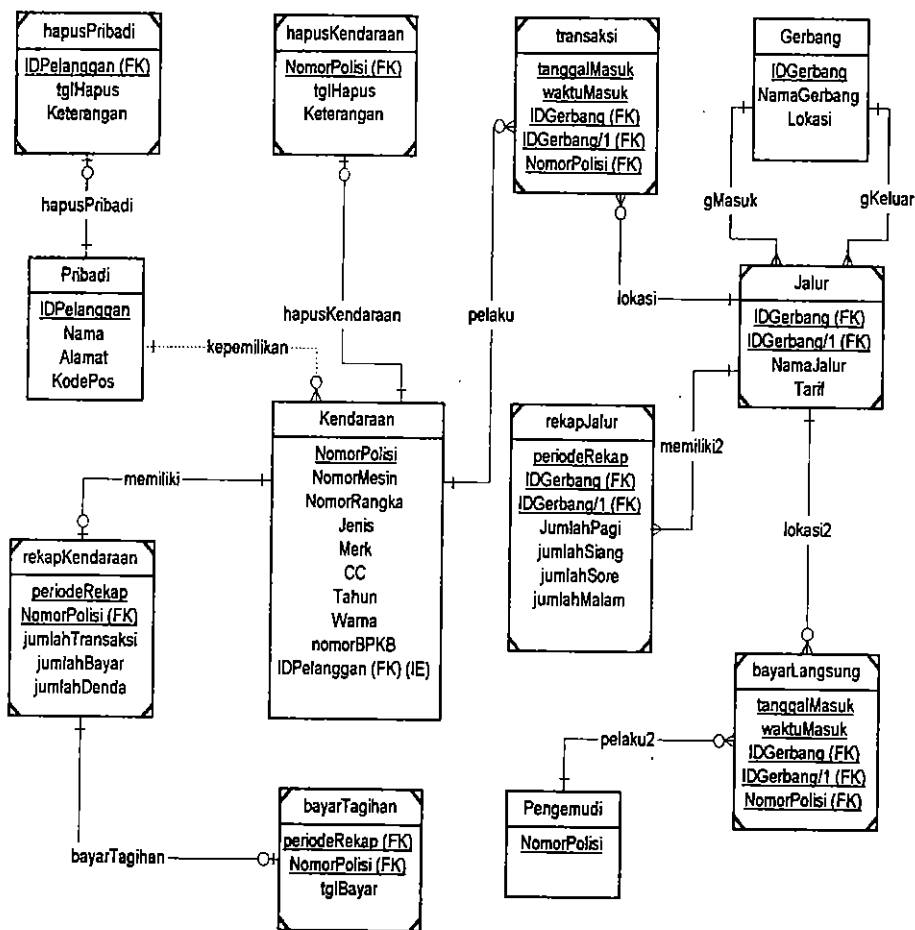 hapusPribadi
IDPelanggan (FK)
tglHapus
Keterangan
hapusKendaraan
NomorPolisi (FK)
tglHapus
Keterangan
transaksi
tanggalMasuk
waktuMasuk
IDGerbang (FK)
IDGerbang/1 (FK)
NomorPolisi (FK)
Gerbang
IDGerbang
NamaGerbang
Lokasi
hapusPribadi
gMasuk
gKeluar
Pribadi
IDPelanggan
Nama
Alamat
KodePos
kepemilikan
hapusKendaraan
pelaku
lokasi
Jalur
IDGerbang (FK)
IDGerbang/1 (FK)
NamaJalur
Tarif
Kendaraan
NomorPolisi
NomorMesin
NomorRangka
Jenis
Merk
CC
Tahun
Warna
nomorBPKB
IDPelanggan (FK) (IE)
rekapJalur
periodeRekap
IDGerbang (FK)
IDGerbang/1 (FK)
JumlahPagi
jumlahSiang
jumlahSore
jumlahMalam
memiliki2
memiliki
lokasi2
rekapKendaraan
periodeRekap
NomorPolisi (FK)
jumlahTransaksi
jumlahBayar
jumlahDenda
bayarLangsung
tanggalMasuk
waktuMasuk
IDGerbang (FK)
IDGerbang/1 (FK)
NomorPolisi (FK)
pelaku2
Pengemudi
NomorPolisi
bayarTagihan
bayarTagihan
periodeRekap (FK)
NomorPolisi (FK)
tglBayar